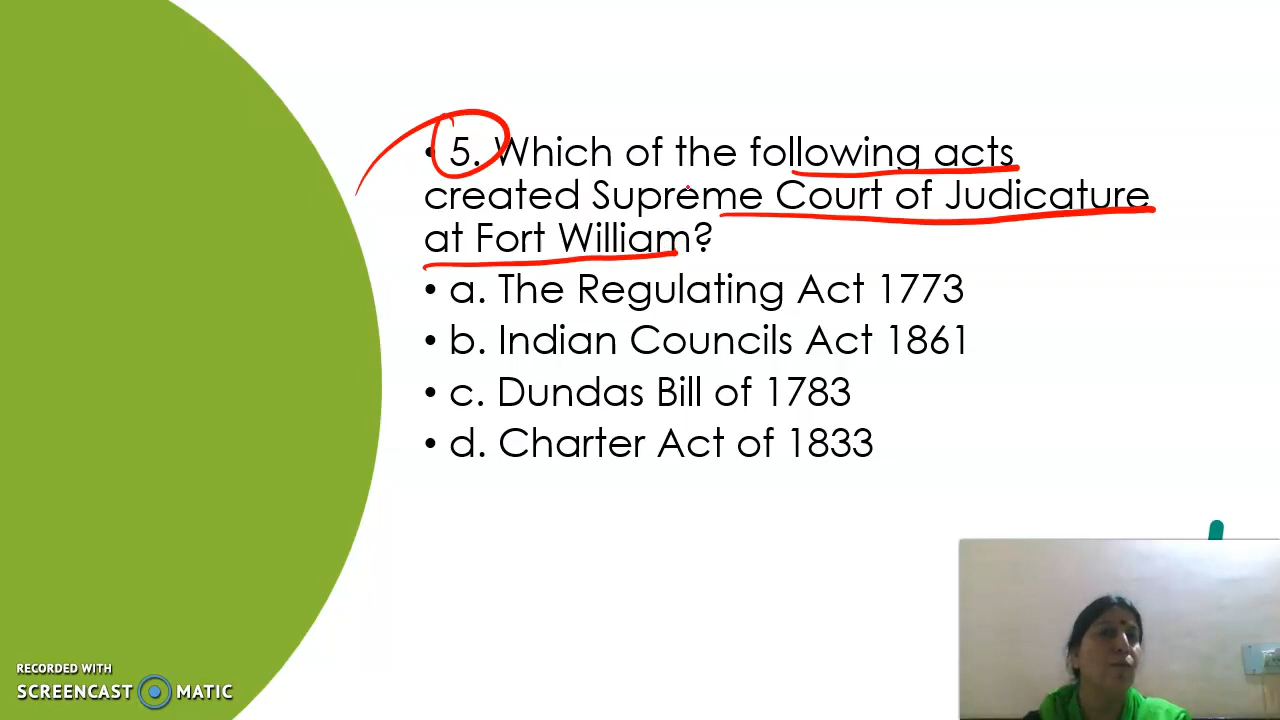 • 5. Which of the following acts
created Supreme Court of Judicature
at Fort William?
• a. The Regulating Act 1773
• b. Indian Councils Act 1861
• c. Dundas Bill of 1783
• d. Charter Act of 1833
RECORDED WITH
SCREENCAST MATIC